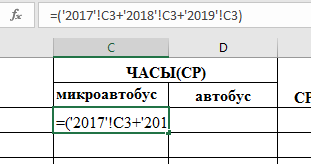 fx =('2017'!C3+'2018'!C3+'2019'!C3)
C D
ЧАСЫ(СР)
микроавтобус автобус СР
=('2017'!C3+'201